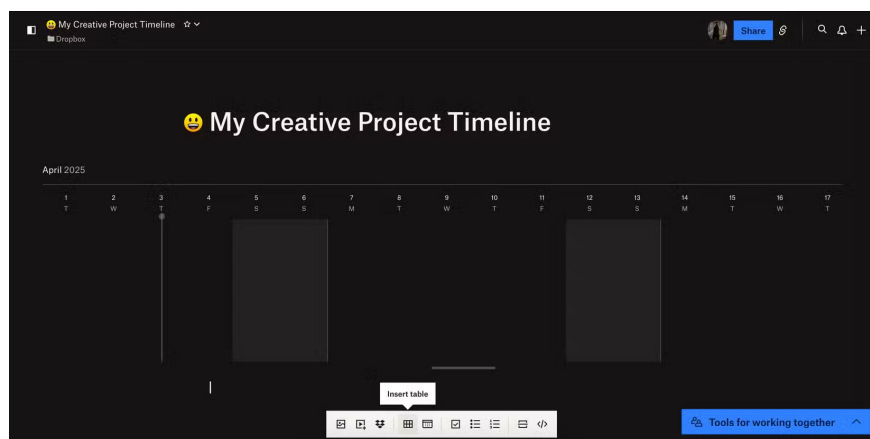 My Creative Project Timeline
Dropbox
Share
My Creative Project Timeline
April 2025
1 2 3 4 5 6 7 8 9 10 11 12 13 14 15 16 17
T W T F S S M T W T F S S M T W T
Insert table
Tools for working together